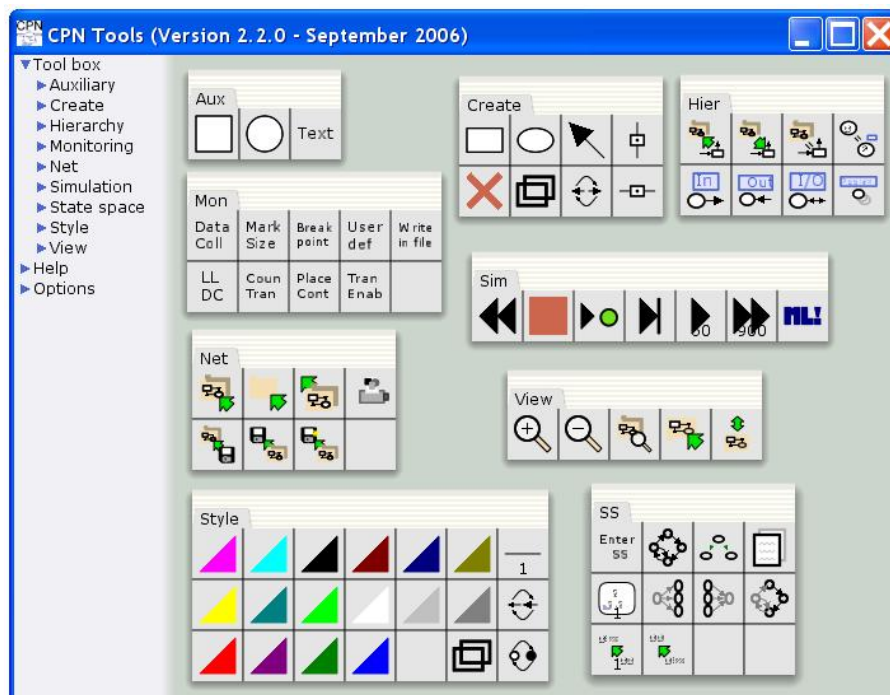 CPN
CPN Tools (Version 2.2.0 - September 2006)
Tool box
Auxiliary
Create
Hierarchy
Monitoring
Net
Simulation
State space
Style
View
Help
Options
Aux
Text
Create
Hier
In
Out
I/O
Mon
Data
Coll
Mark
Size
Break
point
User
def
Write
in file
LL
DC
Coun
Tran
Place
Cont
Tran
Enab
Sim
50
900
ML!
Net
View
Style
1
SS
Enter
SS
1
1